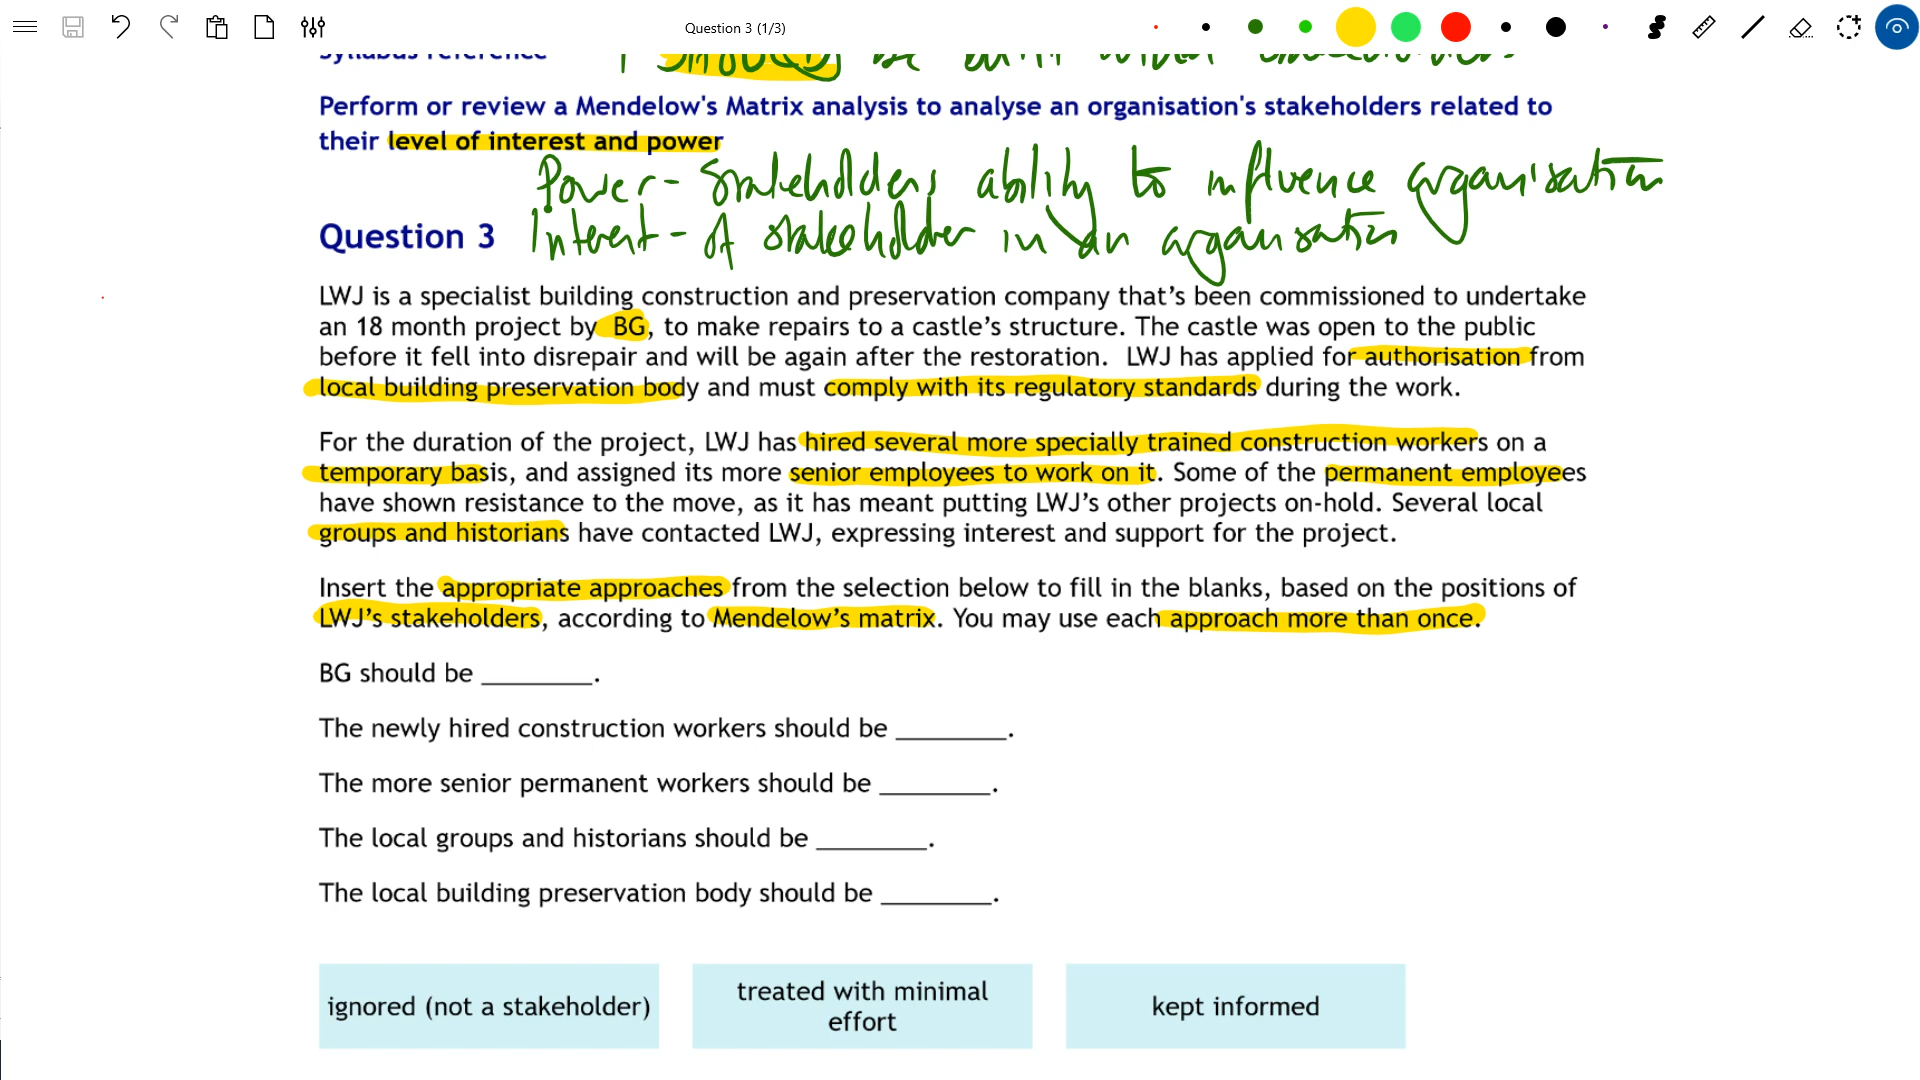 Question 3 (1/3)
Syllabus reference
should be
Perform or review a Mendelow's Matrix analysis to analyse an organisation's stakeholders related to
their level of interest and power
Power - Stakeholders ability to influence organisation
Question 3
Interest - of stakeholder in an organisation
LWJ is a specialist building construction and preservation company that's been commissioned to undertake
an 18 month project by BG, to make repairs to a castle's structure. The castle was open to the public
before it fell into disrepair and will be again after the restoration. LWJ has applied for authorisation from
local building preservation body and must comply with its regulatory standards during the work.
For the duration of the project, LWJ has hired several more specially trained construction workers on a
temporary basis, and assigned its more senior employees to work on it. Some of the permanent employees
have shown resistance to the move, as it has meant putting LWJ's other projects on-hold. Several local
groups and historians have contacted LWJ, expressing interest and support for the project.
Insert the appropriate approaches from the selection below to fill in the blanks, based on the positions of
LWJ's stakeholders, according to Mendelow's matrix. You may use each approach more than once.
BG should be ________.
The newly hired construction workers should be ________.
The more senior permanent workers should be ________.
The local groups and historians should be ________.
The local building preservation body should be ________.
ignored (not a stakeholder)
treated with minimal
effort
kept informed